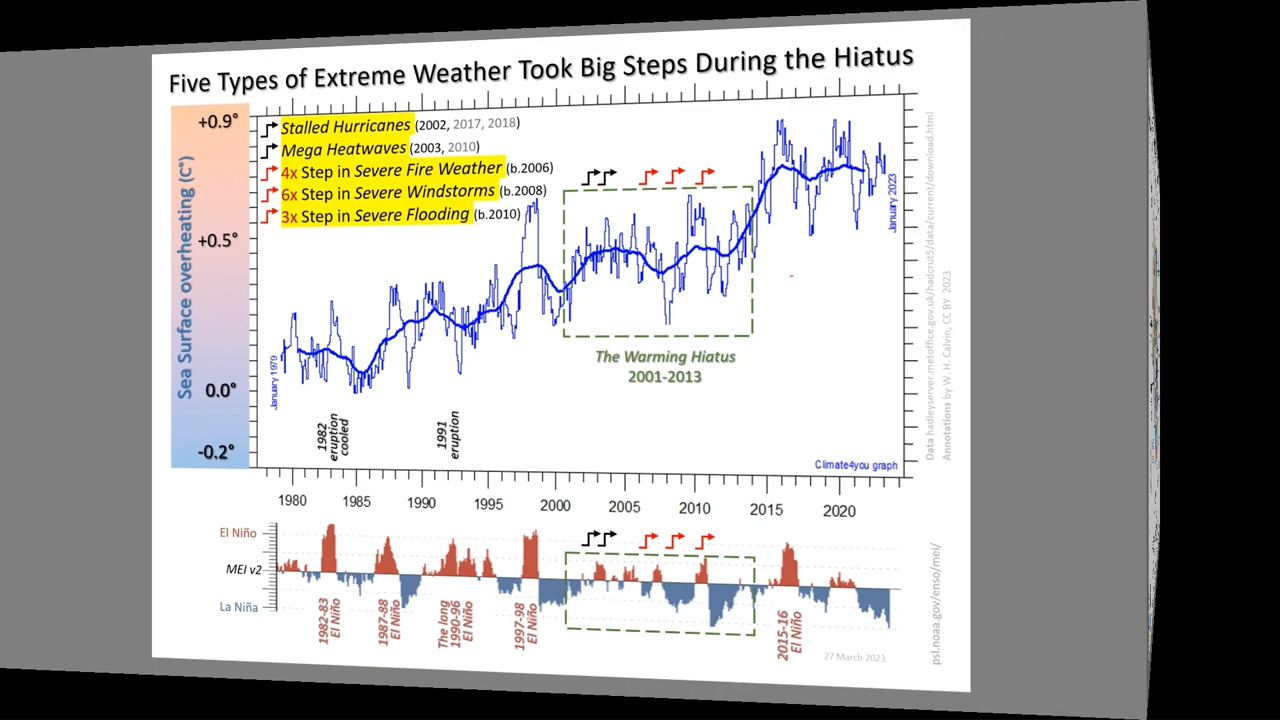 Five Types of Extreme Weather Took Big Steps During the Hiatus
+0.9°
+0.5°
0.0°
-0.2°
Sea Surface overheating (C°)
Stalled Hurricanes (2002, 2017, 2018)
Mega Heatwaves (2003, 2010)
4x Step in Severe Fire Weather (b.2006)
6x Step in Severe Windstorms (b.2008)
3x Step in Severe Flooding (b.2010)
January 1979
January 2023
The Warming Hiatus
2001-2013
1982
eruption
cooled
1991
eruption
Climate4you graph
Data hadleyserver.metoffice.gov.uk/hadcrut5/data/current/download.html
Annotations by W. H. Calvin, CC BY 2023
1980 1985 1990 1995 2000 2005 2010 2015 2020
El Niño
MEI v2
La Niña
1982-83
El Niño
1987-88
El Niño
The long
1990-96
El Niño
1997-98
El Niño
2015-16
El Niño
27 March 2023
psl.noaa.gov/enso/mei/